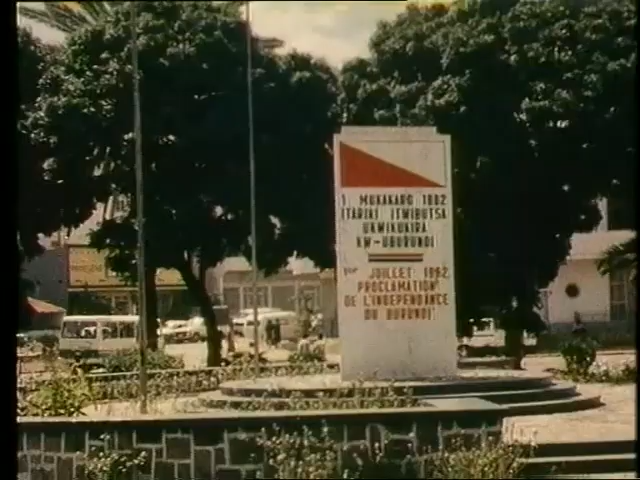 1 MUKAKARO 1962
ITARIKI ITWIBUTSA
UKWIKUKIRA
KW-UBURUNDI
1er JUILLET 1962
PROCLAMATION
DE L'INDEPENDANCE
DU BURUNDI